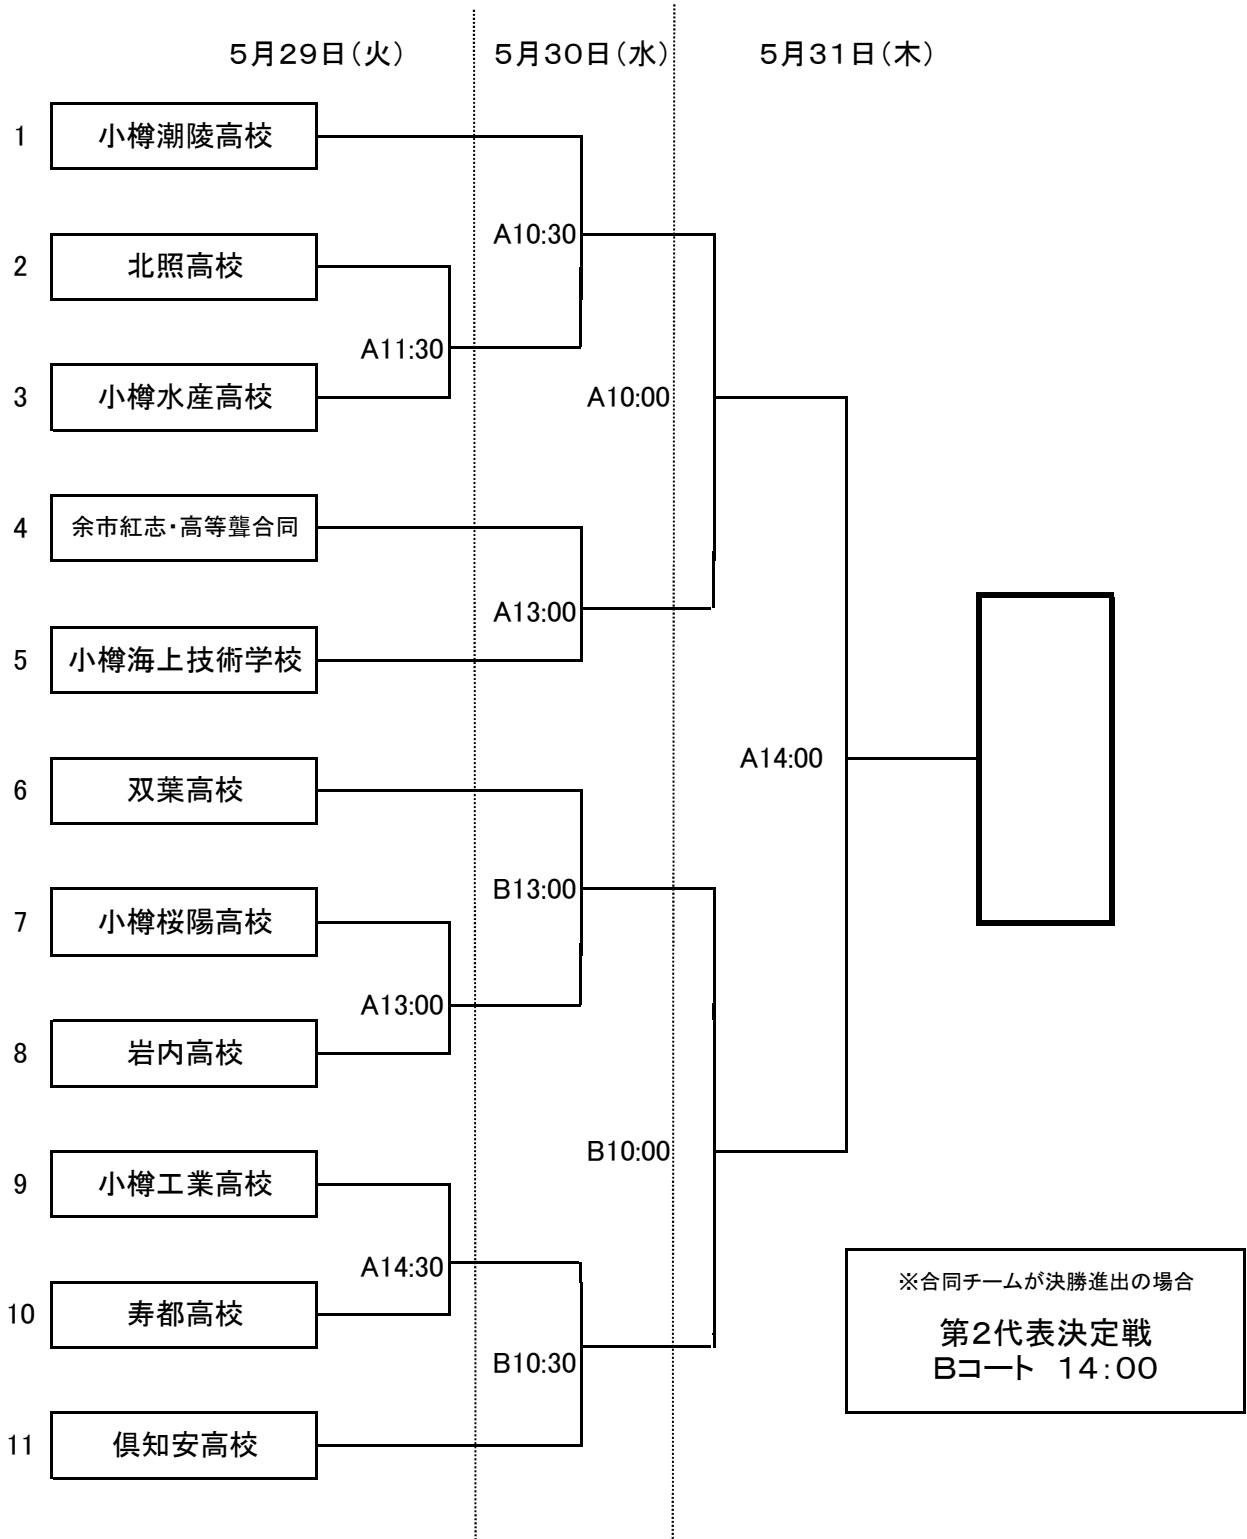 ５月２９日（火） ５月３０日（水） ５月３１日（木）
1 小樽潮陵高校
A10:30
2 北照高校
A11:30
3 小樽水産高校
A10:00
4 余市紅志・高等聾合同
A13:00
5 小樽海上技術学校
A14:00
6 双葉高校
B13:00
7 小樽桜陽高校
A13:00
8 岩内高校
B10:00
9 小樽工業高校
A14:30
10 寿都高校
B10:30
11 倶知安高校
※合同チームが決勝進出の場合
第２代表決定戦
Ｂコート １４：００